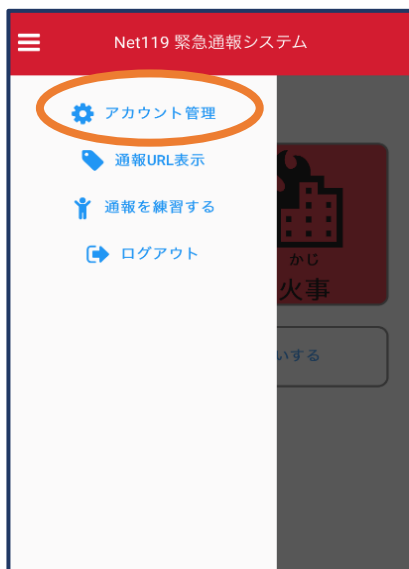 Net119 緊急通報システム
アカウント管理
通報URL表示
通報を練習する
ログアウト
かじ
火事
いする